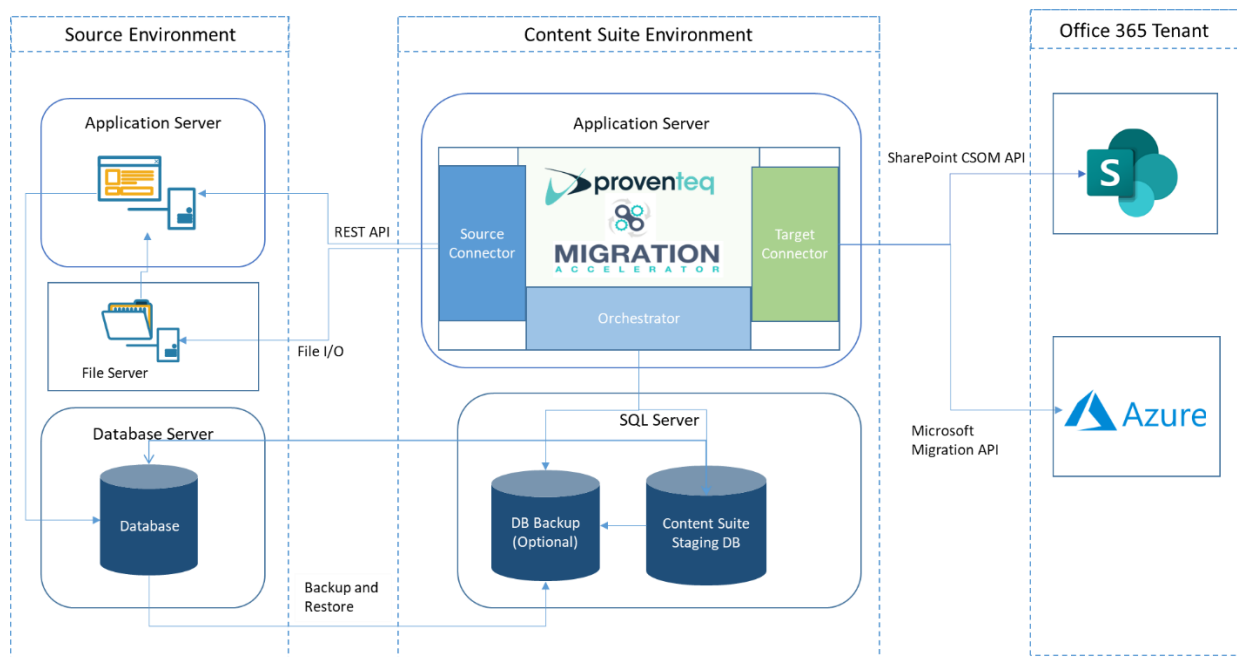 Source Environment
Content Suite Environment
Office 365 Tenant
Application Server
Application Server
SharePoint CSOM API
S
proventeq
MIGRATION
ACCELERATOR
Source
Connector
Target
Connector
Orchestrator
REST API
File I/O
File Server
Microsoft
Migration API
Azure
Database Server
SQL Server
Database
DB Backup
(Optional)
Content Suite
Staging DB
Backup and
Restore